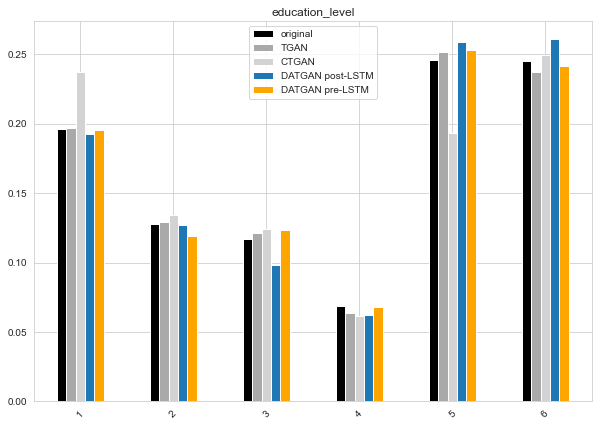 education_level
original
TGAN
CTGAN
DATGAN post-LSTM
DATGAN pre-LSTM
0.25
0.20
0.15
0.10
0.05
0.00
1
2
3
4
5
6